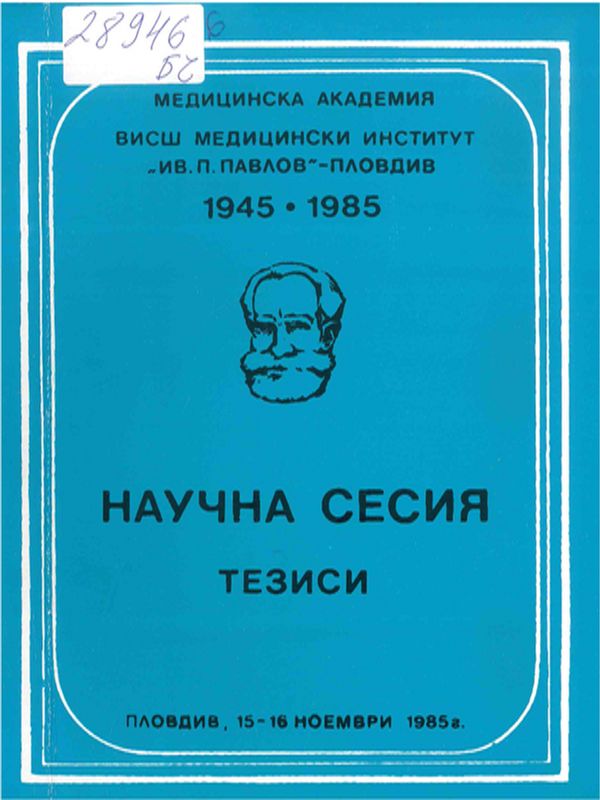 28946 б
БЧ
МЕДИЦИНСКА АКАДЕМИЯ
ВИСШ МЕДИЦИНСКИ ИНСТИТУТ
„ИВ. П. ПАВЛОВ"-ПЛОВДИВ
1945 • 1985
НАУЧНА СЕСИЯ
ТЕЗИСИ
ПЛОВДИВ, 15-16 НОЕМВРИ 1985г.